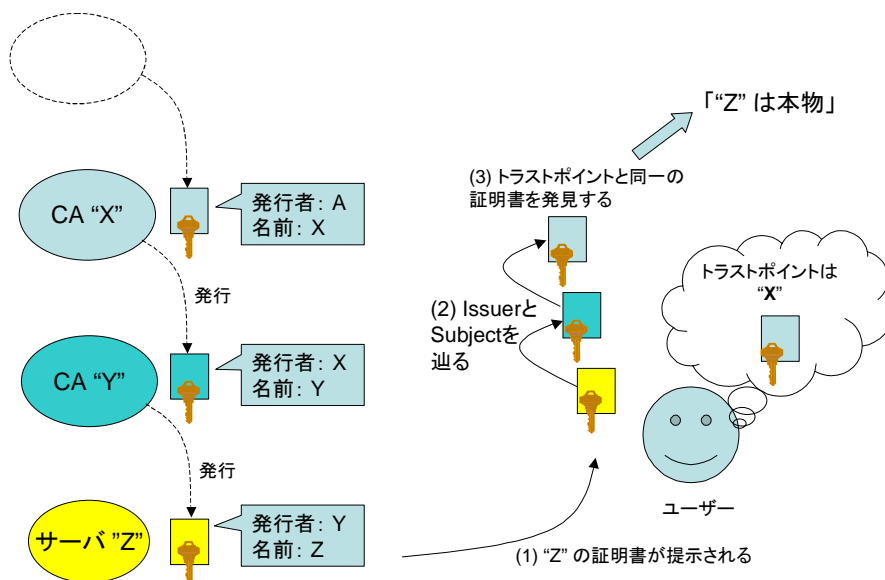 「“Z” は本物」
(3) トラストポイントと同一の
証明書を発見する
CA “X”
発行者: A
名前: X
トラストポイントは
“X”
発行
(2) Issuerと
Subjectを
辿る
CA “Y”
発行者: X
名前: Y
発行
ユーザー
サーバ ”Z”
発行者: Y
名前: Z
(1) “Z” の証明書が提示される